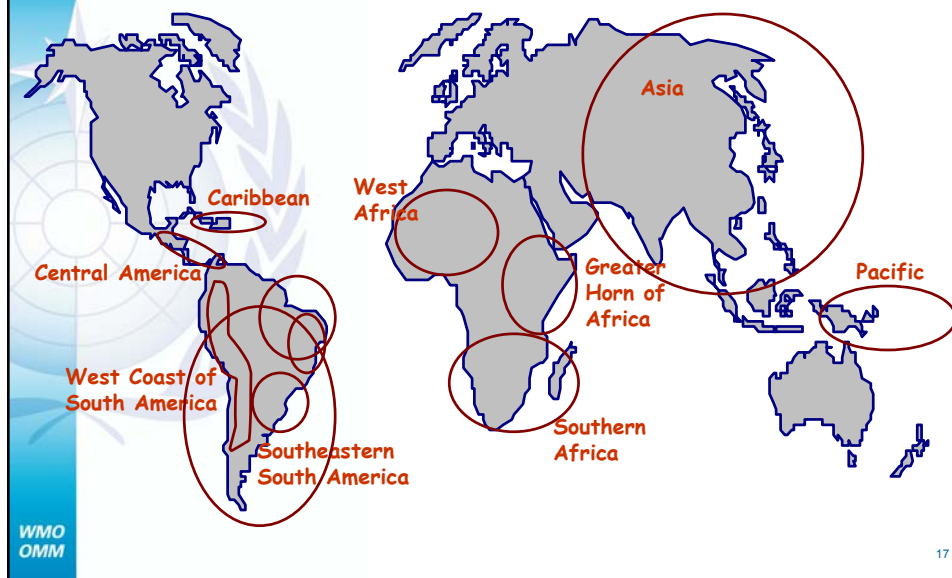 Asia
Caribbean
West
Africa
Central America
Greater
Horn of
Africa
Pacific
West Coast of
South America
Southern
Africa
Southeastern
South America
WMO
OMM
17